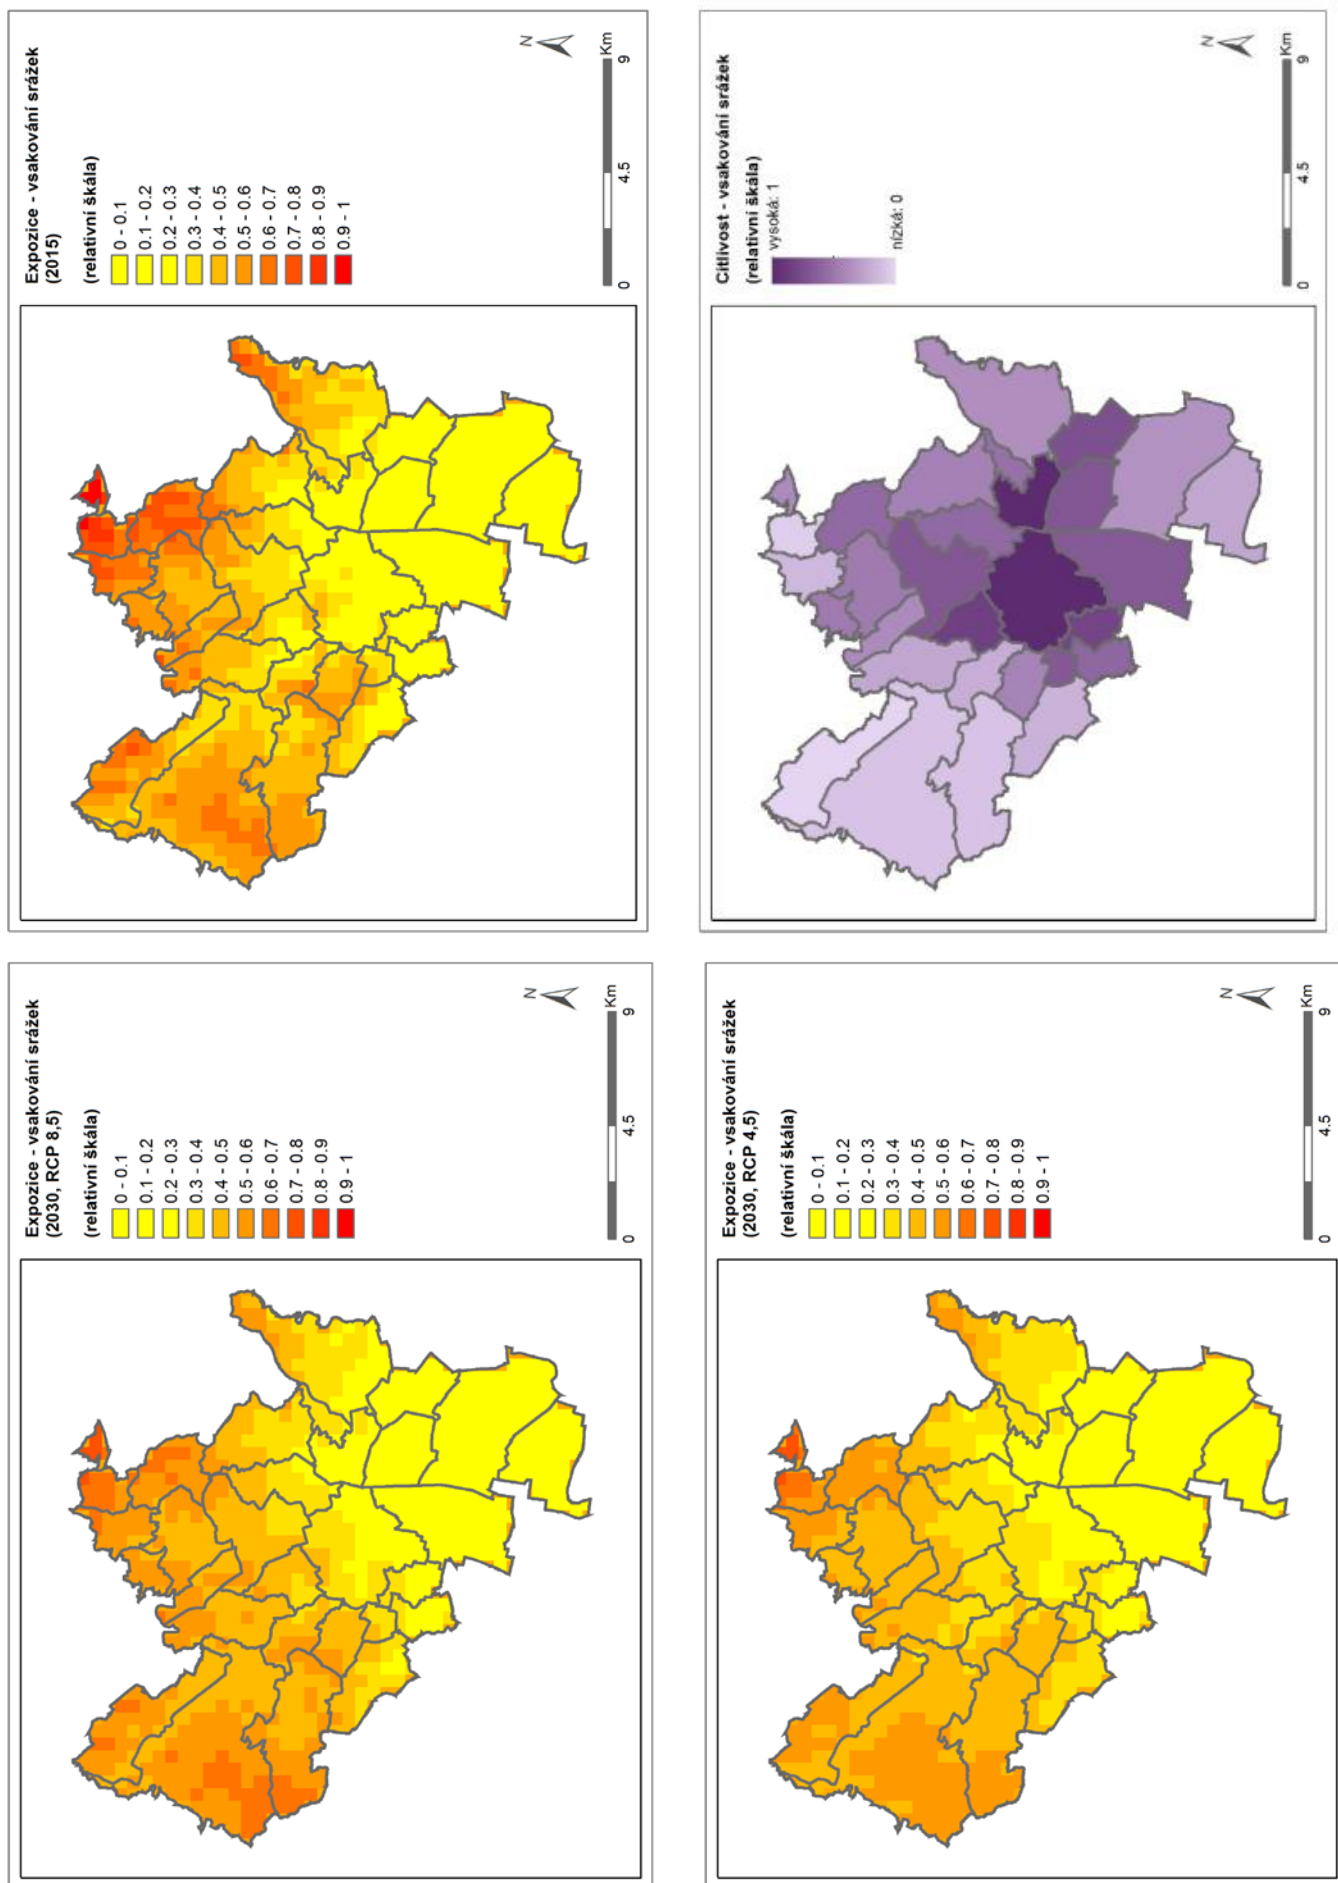 Expozice - vsakování srážek
(2030, RCP 8,5)
(relativní škála)
0 - 0.1
0.1 - 0.2
0.2 - 0.3
0.3 - 0.4
0.4 - 0.5
0.5 - 0.6
0.6 - 0.7
0.7 - 0.8
0.8 - 0.9
0.9 - 1
N
Km
0 4.5 9
Expozice - vsakování srážek
(2015)
(relativní škála)
0 - 0.1
0.1 - 0.2
0.2 - 0.3
0.3 - 0.4
0.4 - 0.5
0.5 - 0.6
0.6 - 0.7
0.7 - 0.8
0.8 - 0.9
0.9 - 1
N
Km
0 4.5 9
Expozice - vsakování srážek
(2030, RCP 4,5)
(relativní škála)
0 - 0.1
0.1 - 0.2
0.2 - 0.3
0.3 - 0.4
0.4 - 0.5
0.5 - 0.6
0.6 - 0.7
0.7 - 0.8
0.8 - 0.9
0.9 - 1
N
Km
0 4.5 9
Citlivost - vsakování srážek
(relativní škála)
vysoká: 1
nízká: 0
N
Km
0 4.5 9